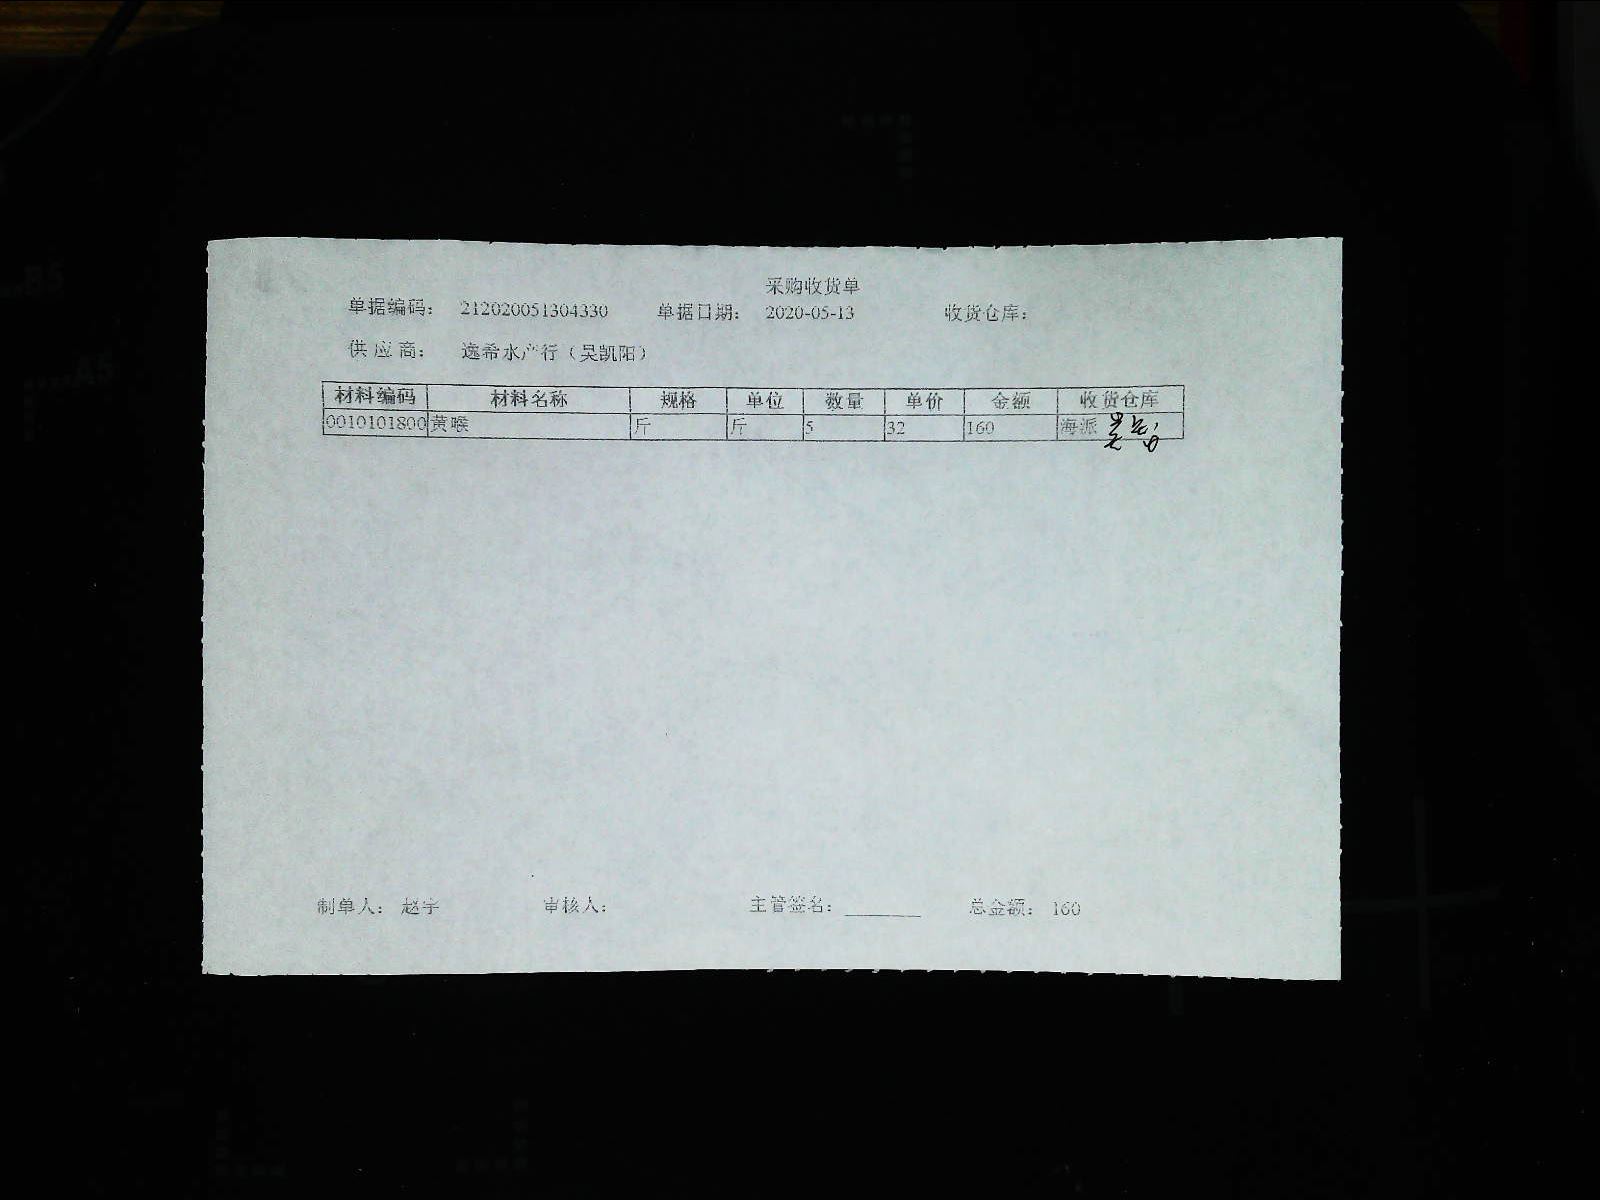 采购收货单
单据编码： 212020051304330 单据日期： 2020-05-13 收货仓库：
供 应 商： 逸希水产行（吴凯阳）
材料编码 材料名称 规格 单位 数量 单价 金额 收货仓库
0010101800 黄喉 斤 斤 5 32 160 海派
制单人： 赵宇 审核人： 主管签名： 总金额： 160